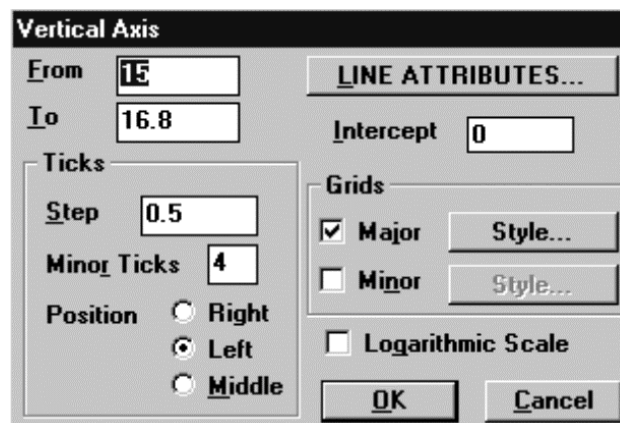 Vertical Axis
From 15
To 16.8
LINE ATTRIBUTES...
Intercept 0
Ticks
Step 0.5
Minor Ticks 4
Position Right
Left
Middle
Grids
Major Style...
Minor Style...
Logarithmic Scale
OK Cancel